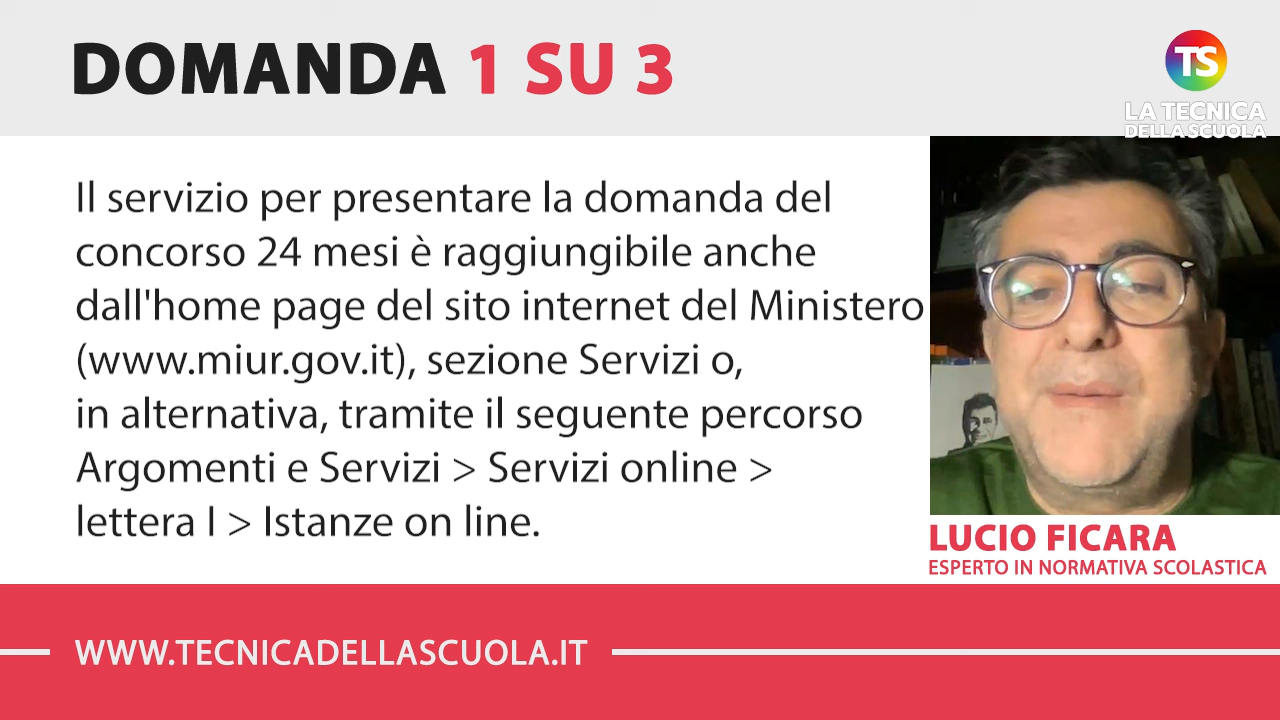 DOMANDA 1 SU 3
TS
LA TECNICA
DELLA SCUOLA
Il servizio per presentare la domanda del
concorso 24 mesi è raggiungibile anche
dall'home page del sito internet del Ministero
(www.miur.gov.it), sezione Servizi o,
in alternativa, tramite il seguente percorso
Argomenti e Servizi > Servizi online >
lettera I > Istanze on line.
LUCIO FICARA
ESPERTO IN NORMATIVA SCOLASTICA
WWW.TECNICADELLASCUOLA.IT